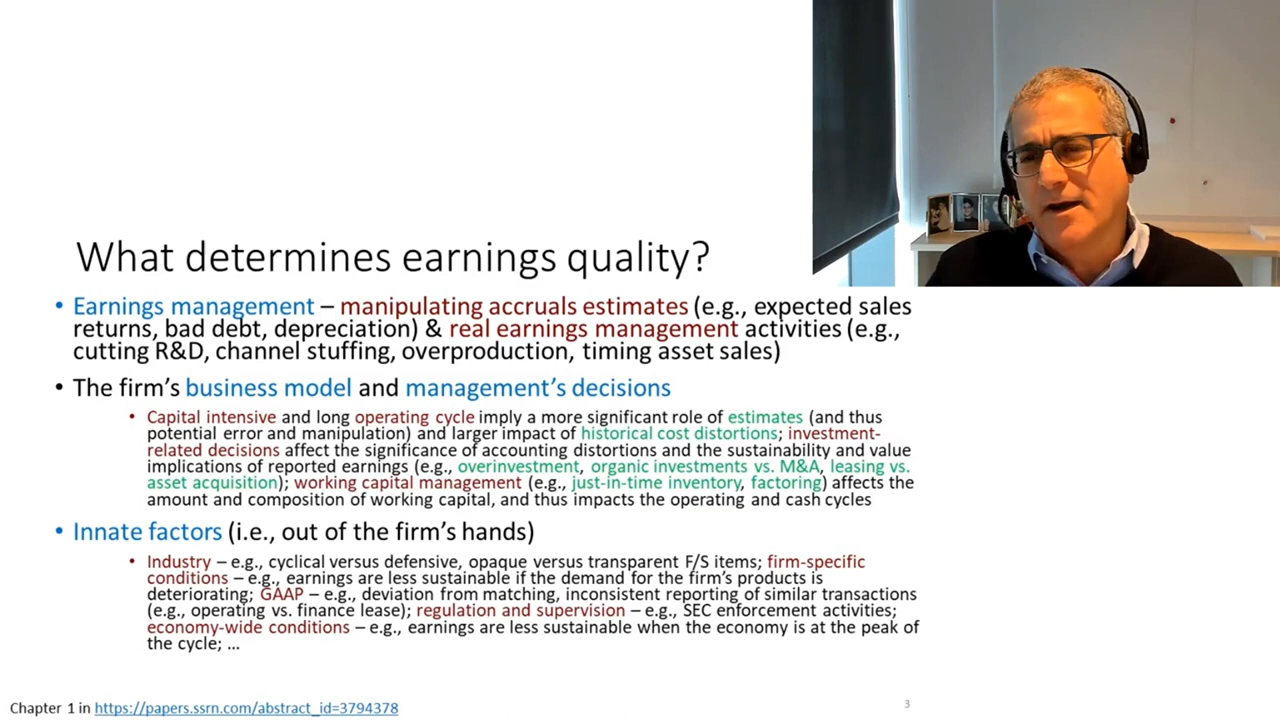 What determines earnings quality?
• Earnings management – manipulating accruals estimates (e.g., expected sales
returns, bad debt, depreciation) & real earnings management activities (e.g.,
cutting R&D, channel stuffing, overproduction, timing asset sales)
• The firm's business model and management's decisions
• Capital intensive and long operating cycle imply a more significant role of estimates (and thus
potential error and manipulation) and larger impact of historical cost distortions; investment-
related decisions affect the significance of accounting distortions and the sustainability and value
implications of reported earnings (e.g., overinvestment, organic investments vs. M&A, leasing vs.
asset acquisition); working capital management (e.g., just-in-time inventory, factoring) affects the
amount and composition of working capital, and thus impacts the operating and cash cycles
• Innate factors (i.e., out of the firm's hands)
• Industry – e.g., cyclical versus defensive, opaque versus transparent F/S items; firm-specific
conditions – e.g., earnings are less sustainable if the demand for the firm's products is
deteriorating; GAAP – e.g., deviation from matching, inconsistent reporting of similar transactions
(e.g., operating vs. finance lease); regulation and supervision – e.g., SEC enforcement activities;
economy-wide conditions – e.g., earnings are less sustainable when the economy is at the peak of
the cycle; ...
Chapter 1 in https://papers.ssrn.com/abstract_id=3794378
3